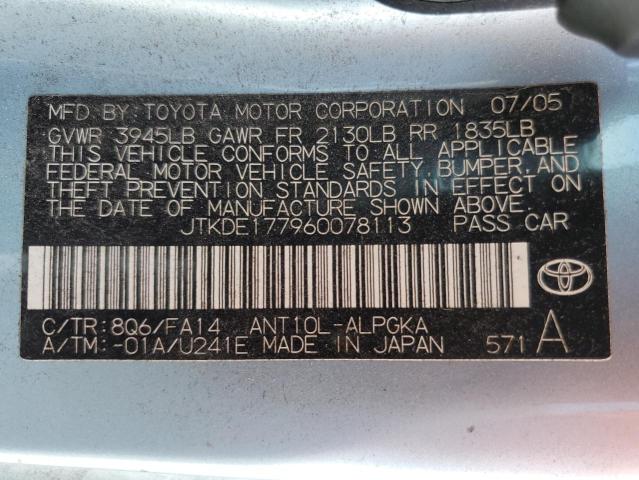 MFD BY: TOYOTA MOTOR CORPORATION 07/05
GVWR 3945LB GAWR FR 2130LB RR 1835LB
THIS VEHICLE CONFORMS TO ALL APPLICABLE
FEDERAL MOTOR VEHICLE SAFETY, BUMPER, AND
THEFT PREVENTION STANDARDS IN EFFECT ON
THE DATE OF MANUFACTURE SHOWN ABOVE.
JTKDE177960078113 PASS CAR
C/TR: 8Q6/FA14 ANT10L-ALPGKA
A/TM: -01A/U241E MADE IN JAPAN 571 A